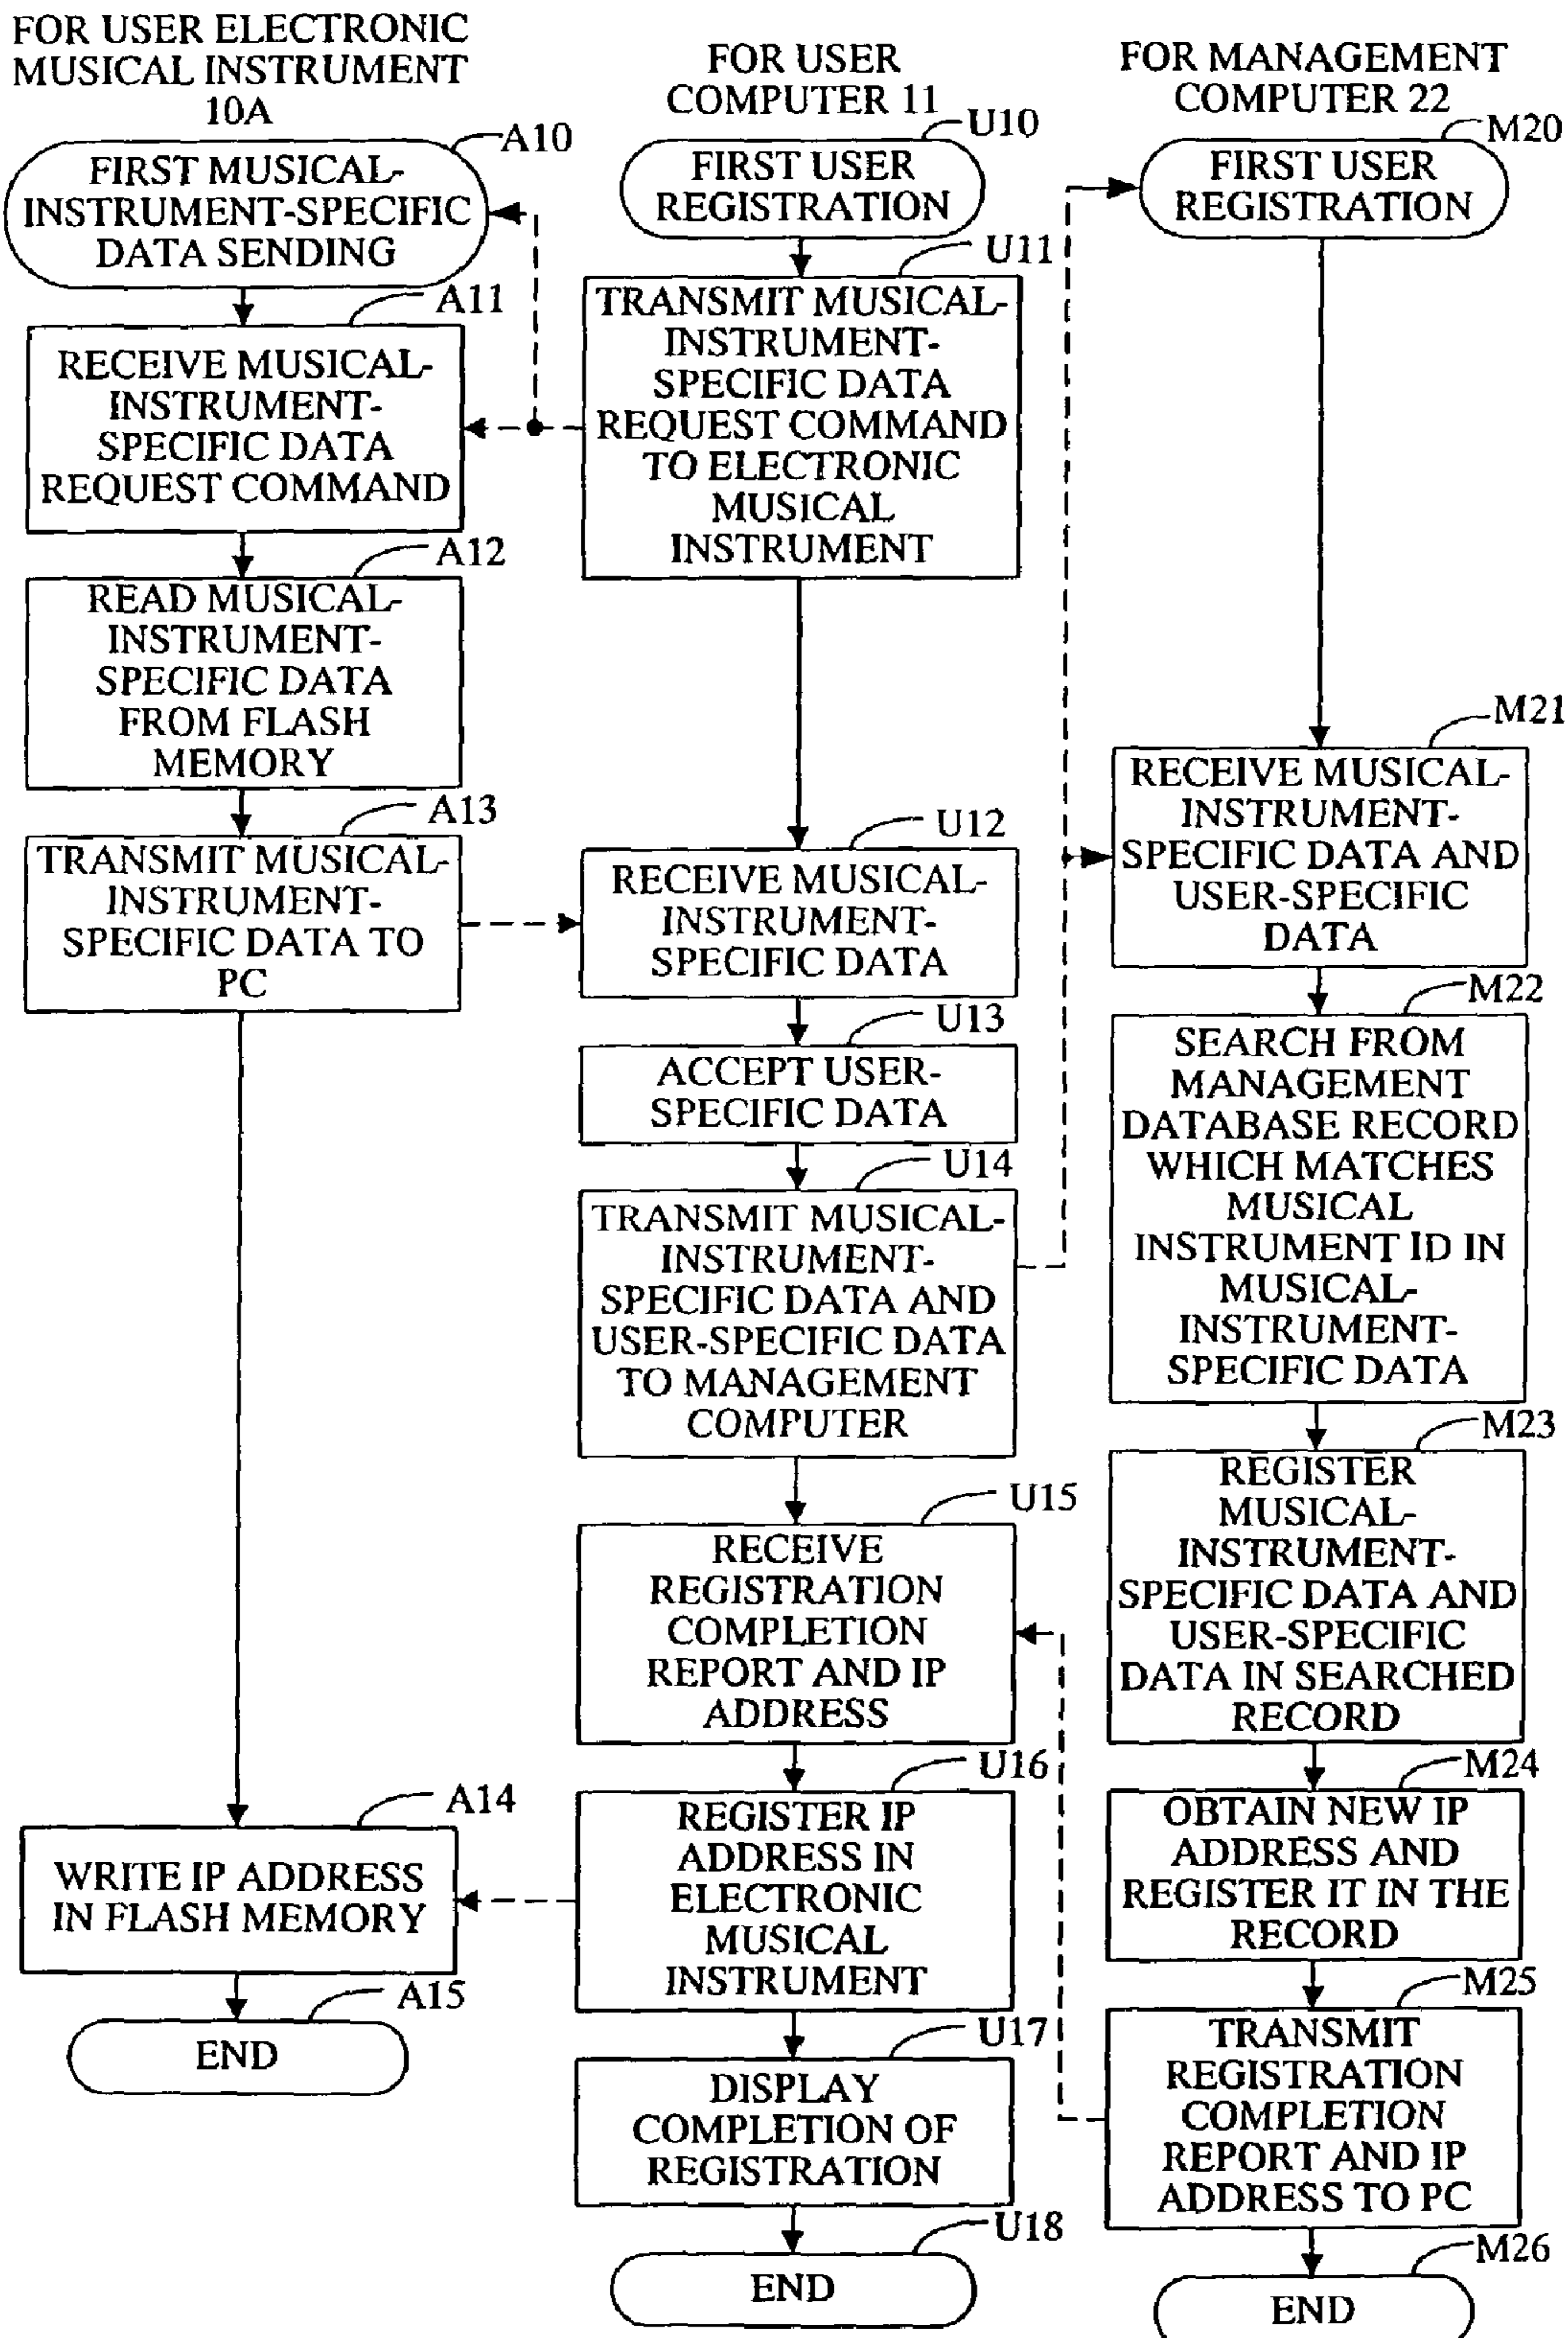 FOR USER ELECTRONIC
MUSICAL INSTRUMENT
10A
A10
FIRST MUSICAL-
INSTRUMENT-SPECIFIC
DATA SENDING
A11
RECEIVE MUSICAL-
INSTRUMENT-
SPECIFIC DATA
REQUEST COMMAND
A12
READ MUSICAL-
INSTRUMENT-
SPECIFIC DATA
FROM FLASH
MEMORY
A13
TRANSMIT MUSICAL-
INSTRUMENT-
SPECIFIC DATA TO
PC
A14
WRITE IP ADDRESS
IN FLASH MEMORY
A15
END
FOR USER
COMPUTER 11
U10
FIRST USER
REGISTRATION
U11
TRANSMIT MUSICAL-
INSTRUMENT-
SPECIFIC DATA
REQUEST COMMAND
TO ELECTRONIC
MUSICAL
INSTRUMENT
U12
RECEIVE MUSICAL-
INSTRUMENT-
SPECIFIC DATA
U13
ACCEPT USER-
SPECIFIC DATA
U14
TRANSMIT MUSICAL-
INSTRUMENT-
SPECIFIC DATA AND
USER-SPECIFIC DATA
TO MANAGEMENT
COMPUTER
U15
RECEIVE
REGISTRATION
COMPLETION
REPORT AND IP
ADDRESS
U16
REGISTER IP
ADDRESS IN
ELECTRONIC
MUSICAL
INSTRUMENT
U17
DISPLAY
COMPLETION OF
REGISTRATION
U18
END
FOR MANAGEMENT
COMPUTER 22
M20
FIRST USER
REGISTRATION
M21
RECEIVE MUSICAL-
INSTRUMENT-
SPECIFIC DATA AND
USER-SPECIFIC
DATA
M22
SEARCH FROM
MANAGEMENT
DATABASE RECORD
WHICH MATCHES
MUSICAL
INSTRUMENT ID IN
MUSICAL-
INSTRUMENT-
SPECIFIC DATA
M23
REGISTER
MUSICAL-
INSTRUMENT-
SPECIFIC DATA AND
USER-SPECIFIC
DATA IN SEARCHED
RECORD
M24
OBTAIN NEW IP
ADDRESS AND
REGISTER IT IN THE
RECORD
M25
TRANSMIT
REGISTRATION
COMPLETION
REPORT AND IP
ADDRESS TO PC
M26
END